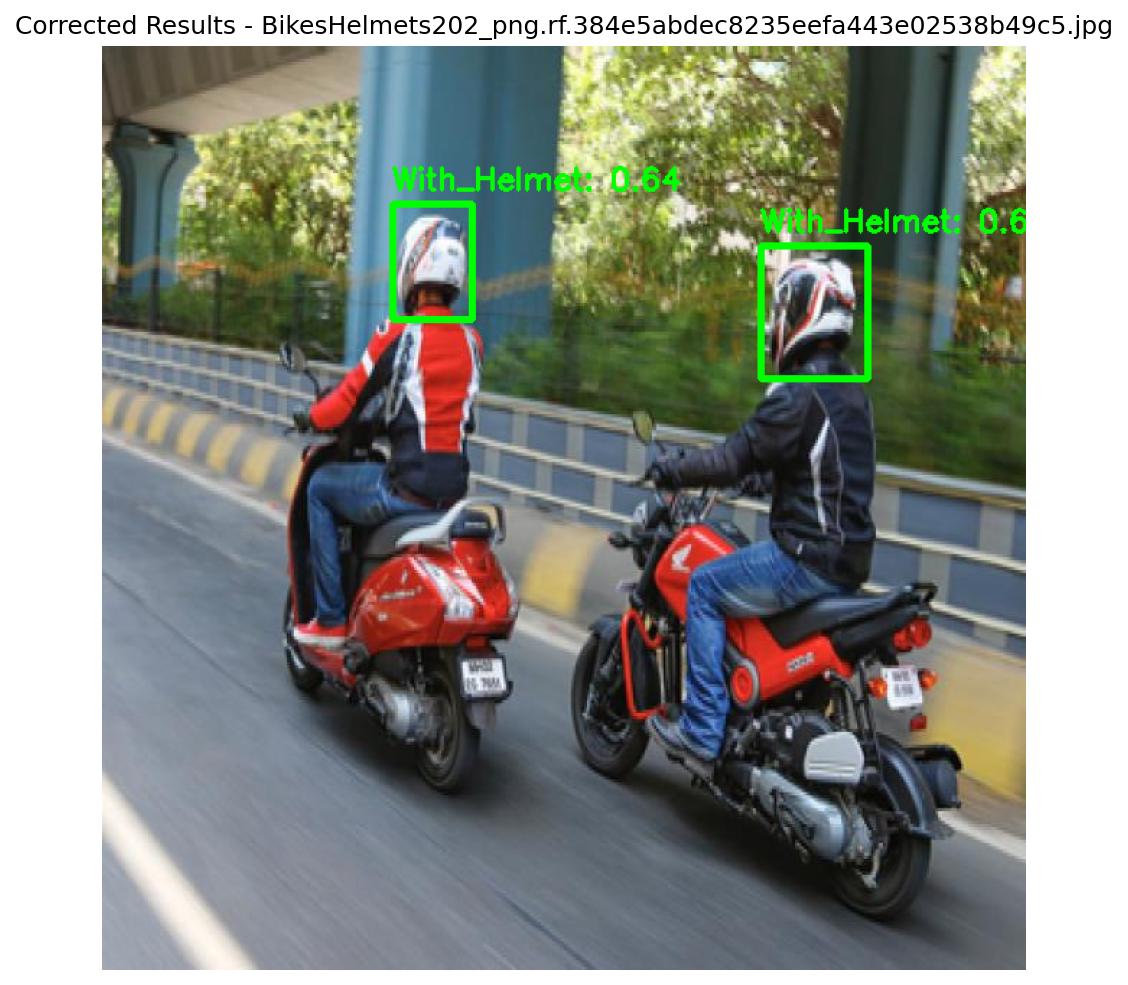 Corrected Results - BikesHelmets202_png.rf.384e5abdec8235eefa443e02538b49c5.jpg
With_Helmet: 0.64
With_Helmet: 0.6